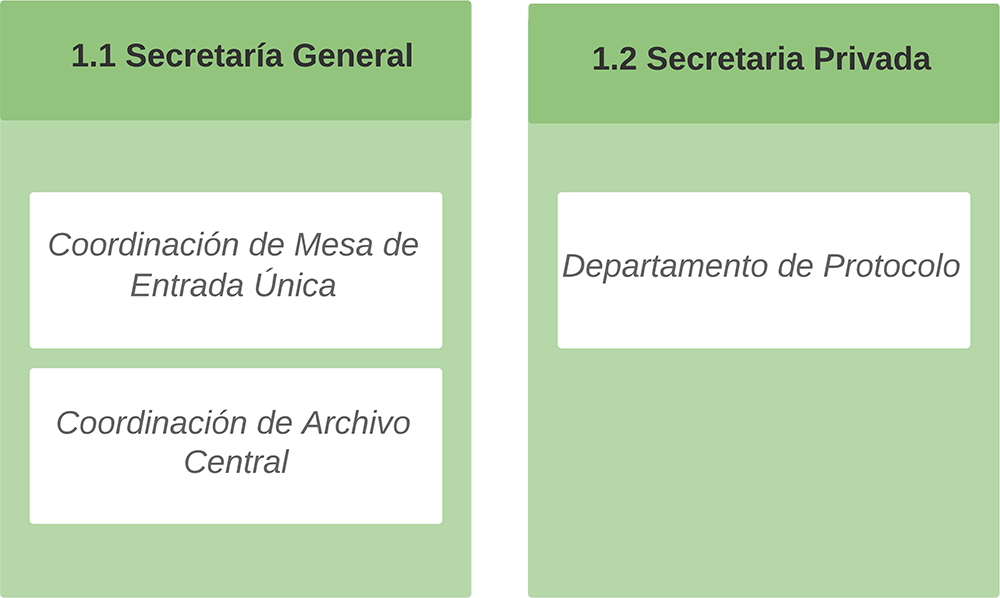 1.1 Secretaría General
Coordinación de Mesa de
Entrada Única
Coordinación de Archivo
Central
1.2 Secretaria Privada
Departamento de Protocolo